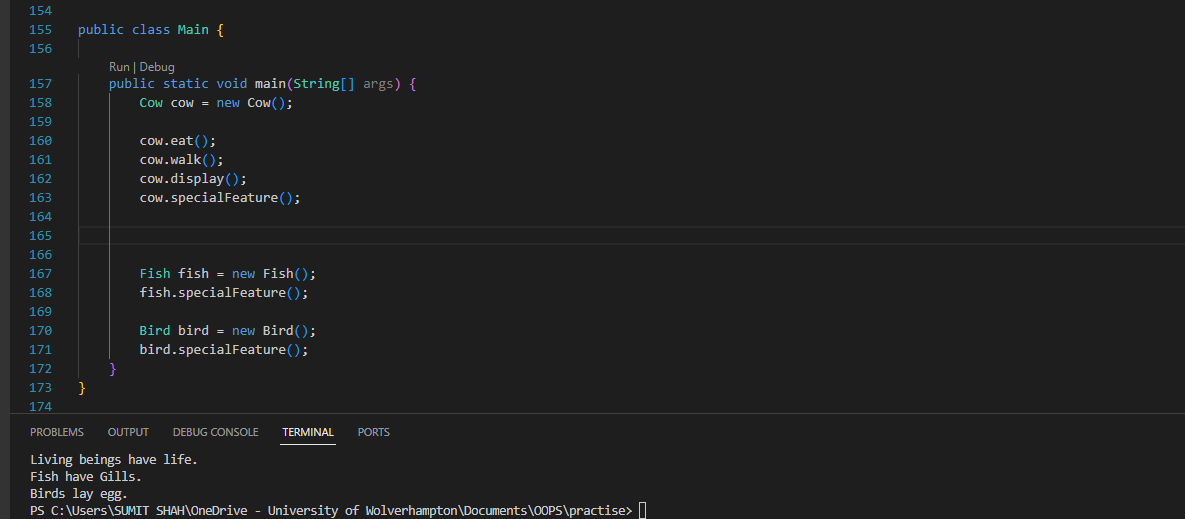 154
155 public class Main {
156
Run | Debug
157 public static void main(String[] args) {
158 Cow cow = new Cow();
159
160 cow.eat();
161 cow.walk();
162 cow.display();
163 cow.specialFeature();
164
165
166
167 Fish fish = new Fish();
168 fish.specialFeature();
169
170 Bird bird = new Bird();
171 bird.specialFeature();
172 }
173 }
174
PROBLEMS OUTPUT DEBUG CONSOLE TERMINAL PORTS
Living beings have life.
Fish have Gills.
Birds lay egg.
PS C:\Users\SUMIT SHAH\OneDrive - University of Wolverhampton\Documents\OOPS\practise>